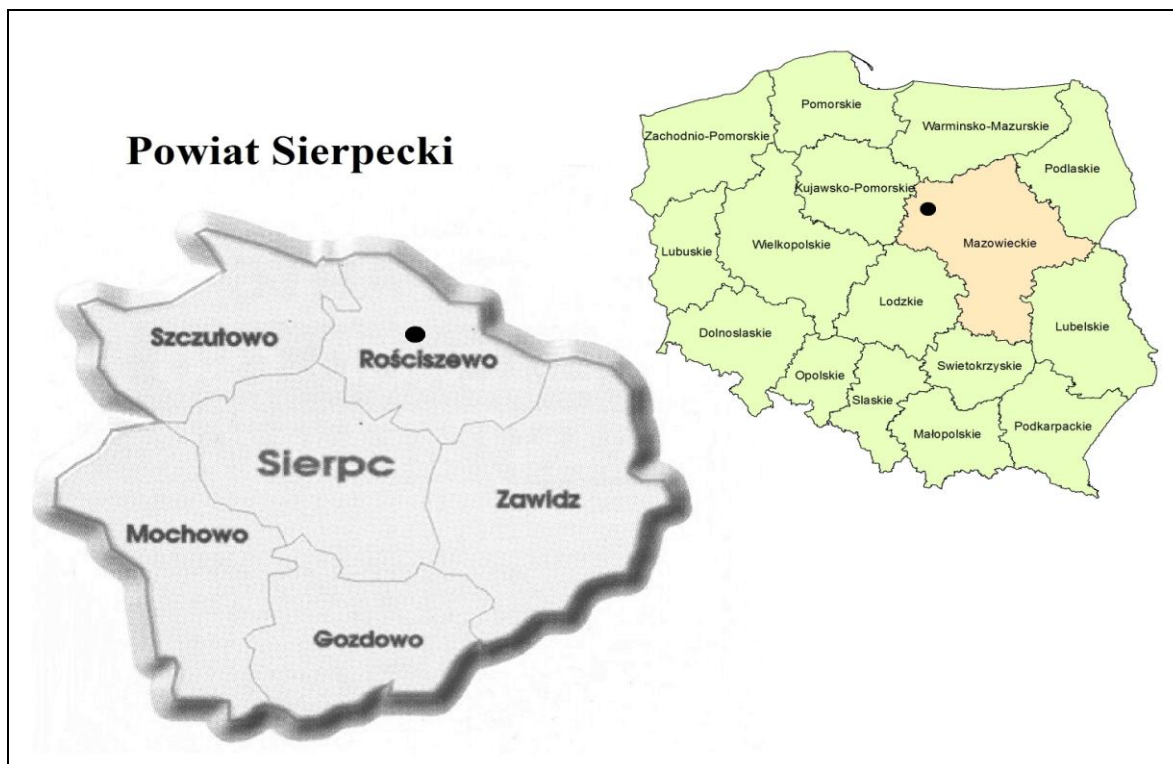 Powiat Sierpecki
Szczutowo
Rościszewo
Sierpc
Zawidz
Mochowo
Gozdowo
Pomorskie
Zachodnio-Pomorskie
Warminsko-Mazurskie
Podlaskie
Kujawsko-Pomorskie
Lubuskie
Wielkopolskie
Mazowieckie
Lodzkie
Dolnoslaskie
Lubelskie
Swietokrzyskie
Opolskie
Slaskie
Małopolskie
Podkarpackie